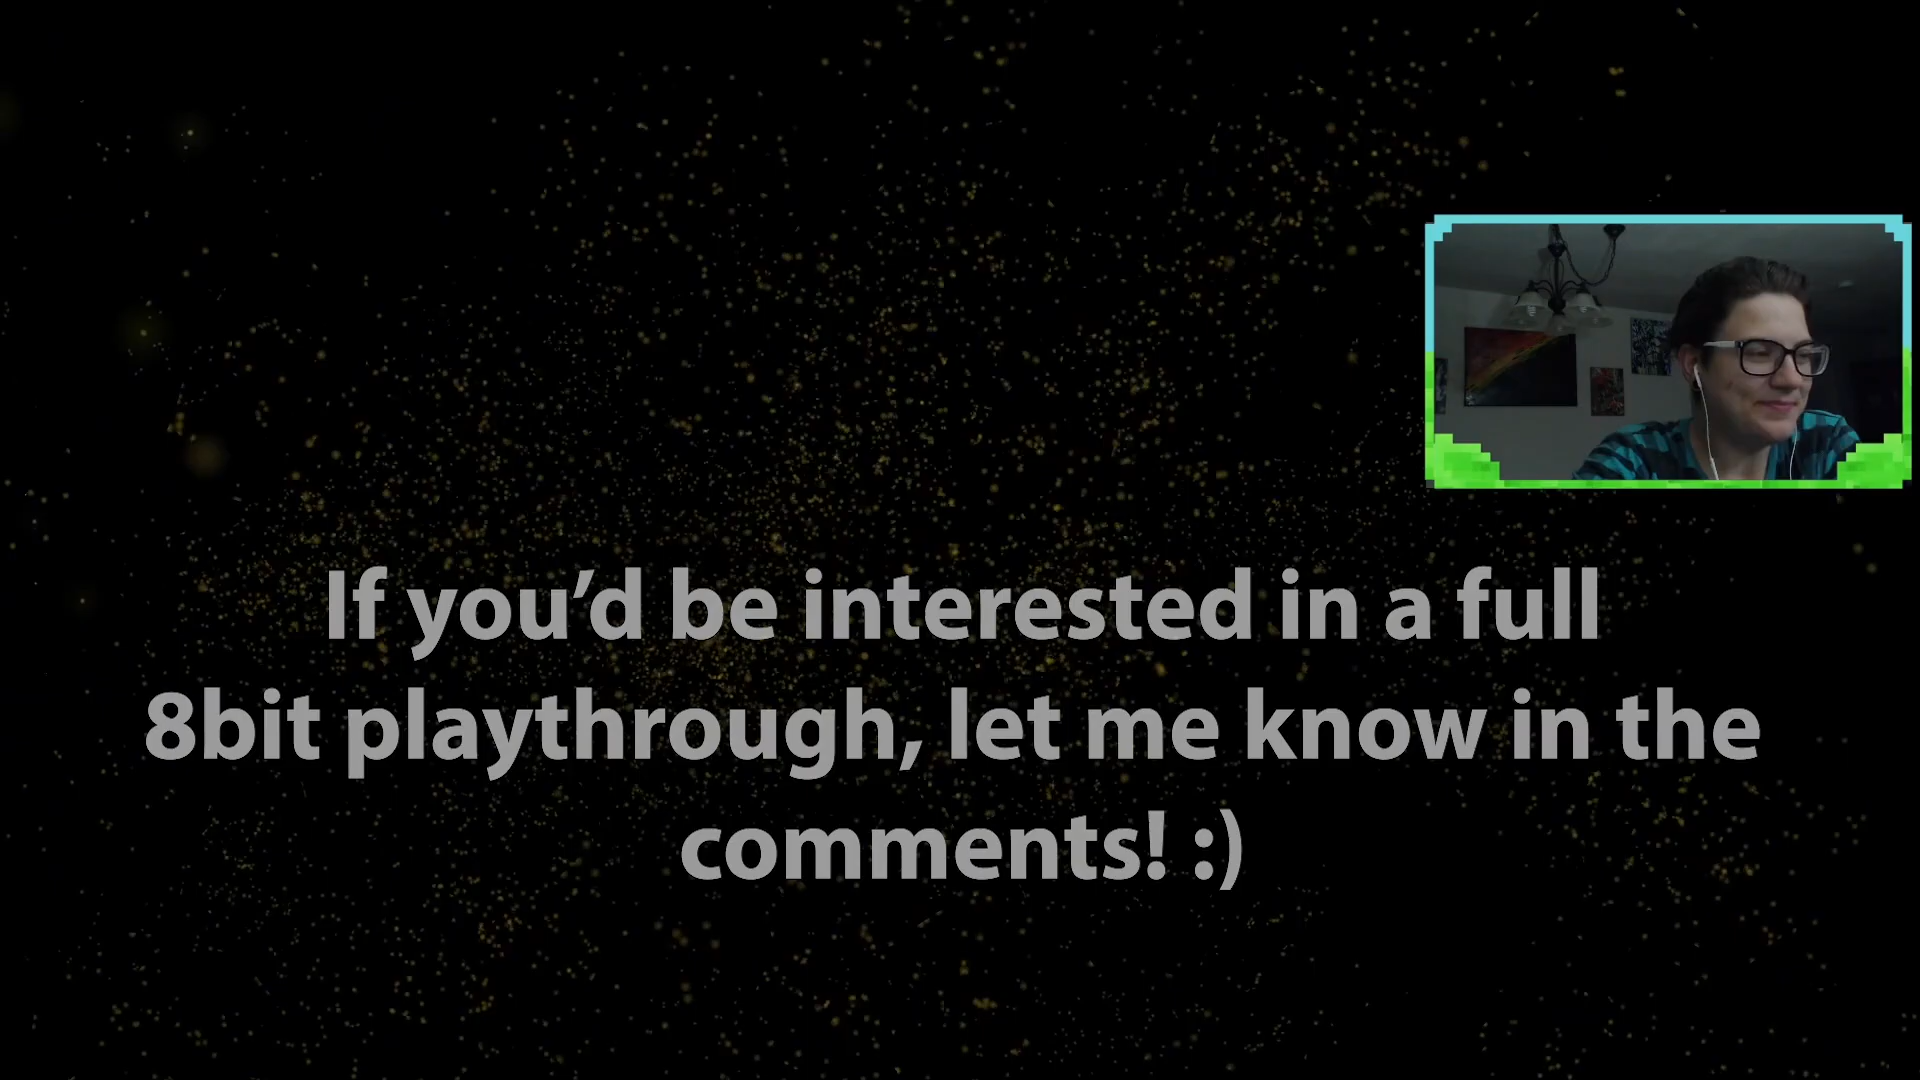 If you’d be interested in a full
8bit playthrough, let me know in the
comments! :)